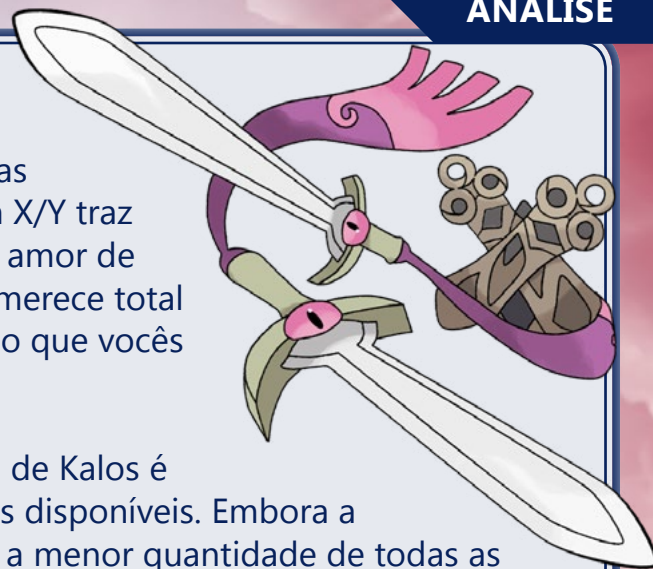 ANÁLISE
as
X/Y traz
amor de
merece total
o que vocês
de Kalos é
s disponíveis. Embora a
a menor quantidade de todas as